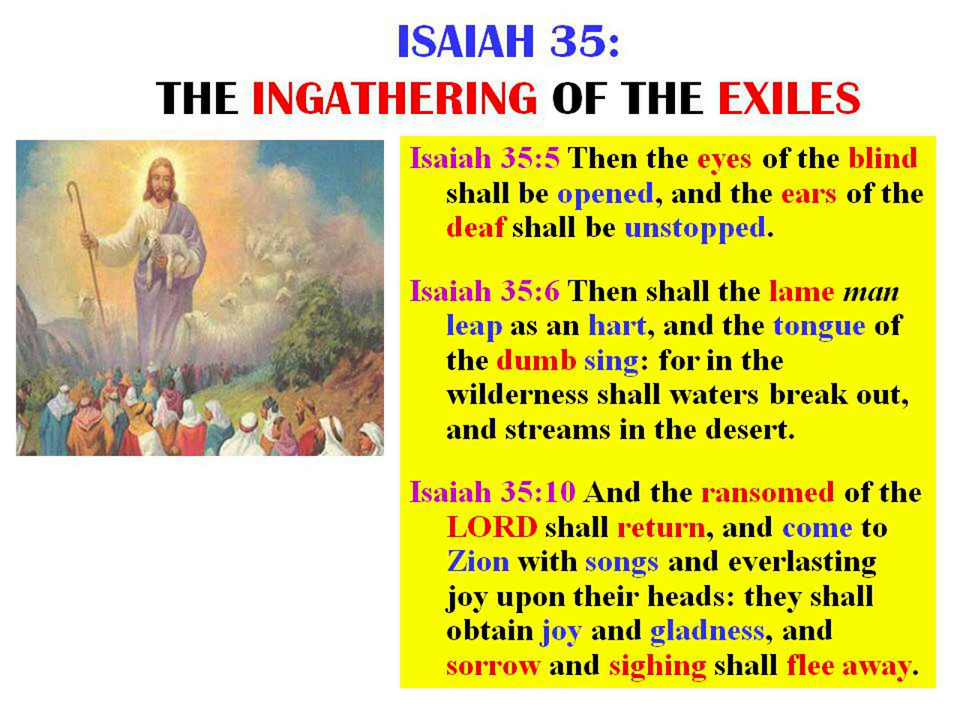 ISAIAH 35:
THE INGATHERING OF THE EXILES
Isaiah 35:5 Then the eyes of the blind
shall be opened, and the ears of the
deaf shall be unstopped.
Isaiah 35:6 Then shall the lame man
leap as an hart, and the tongue of
the dumb sing: for in the
wilderness shall waters break out,
and streams in the desert.
Isaiah 35:10 And the ransomed of the
LORD shall return, and come to
Zion with songs and everlasting
joy upon their heads: they shall
obtain joy and gladness, and
sorrow and sighing shall flee away.